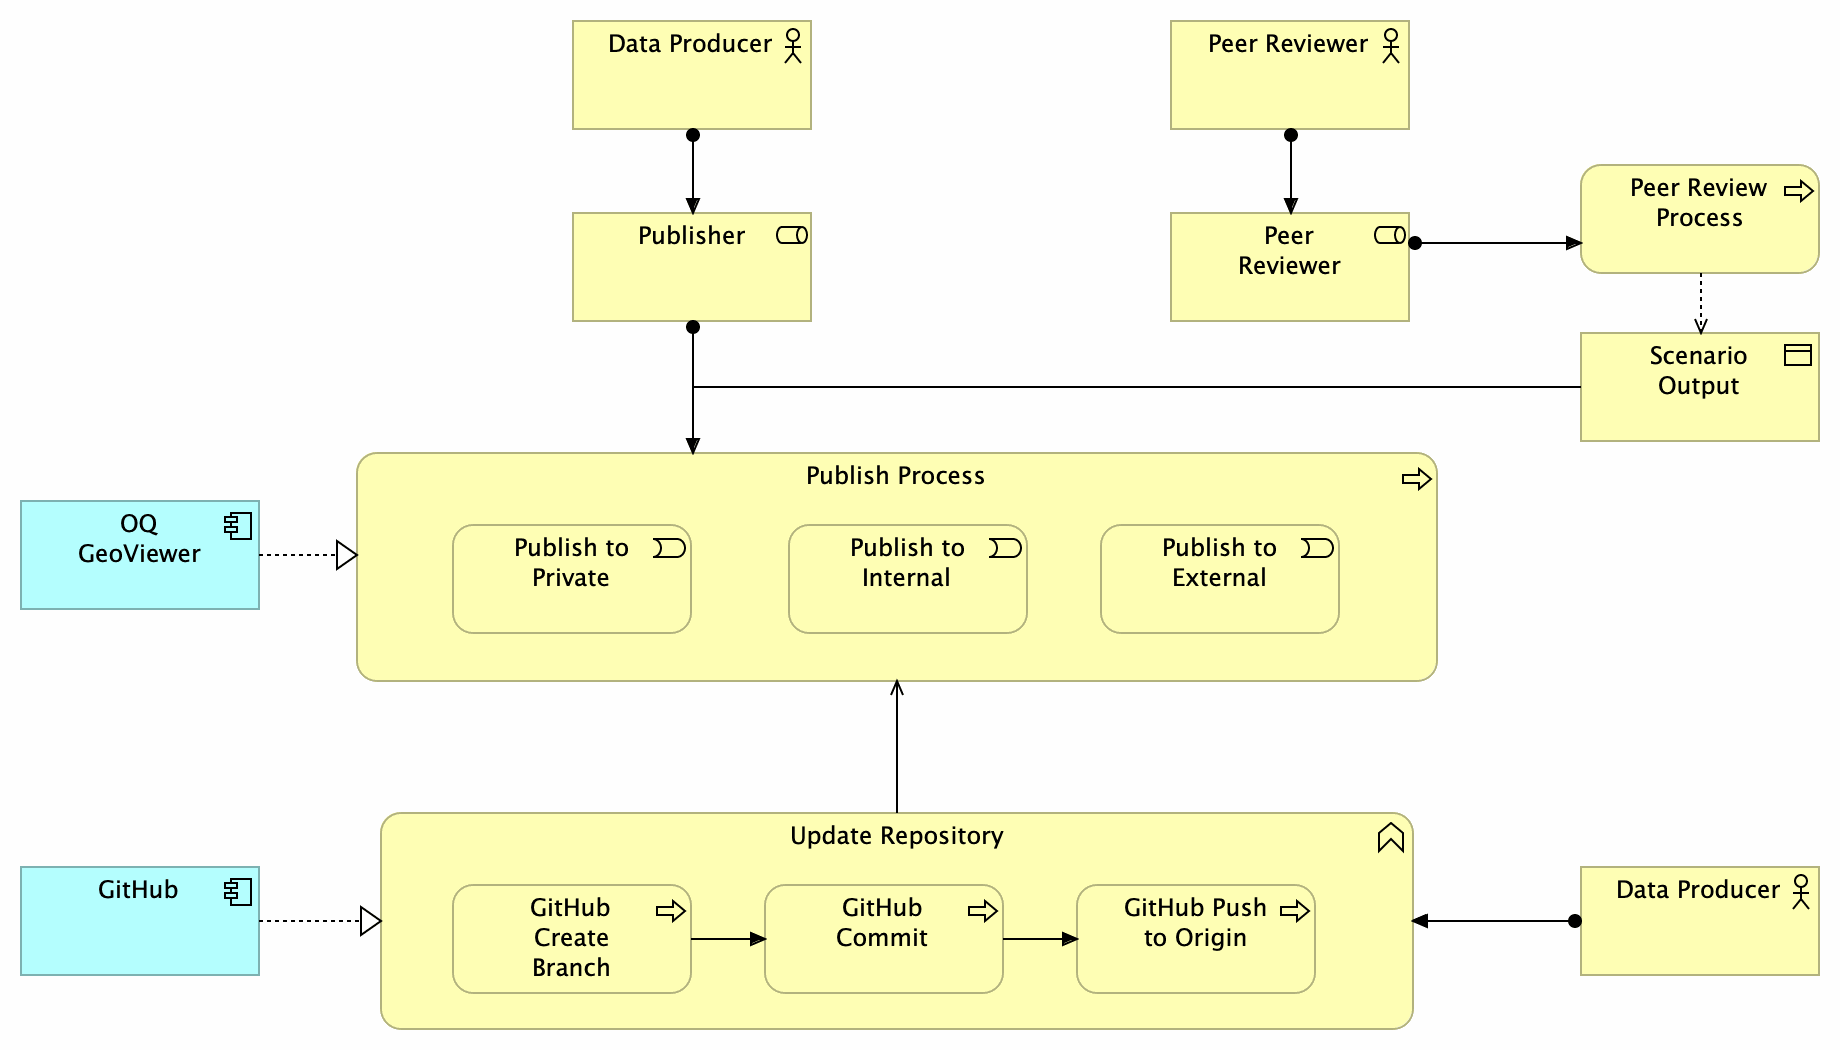 Data Producer
Peer Reviewer
Publisher
Peer
Reviewer
Peer Review
Process
Scenario
Output
Publish Process
OQ
GeoViewer
Publish to
Private
Publish to
Internal
Publish to
External
Update Repository
GitHub
GitHub
Create
Branch
GitHub
Commit
GitHub Push
to Origin
Data Producer